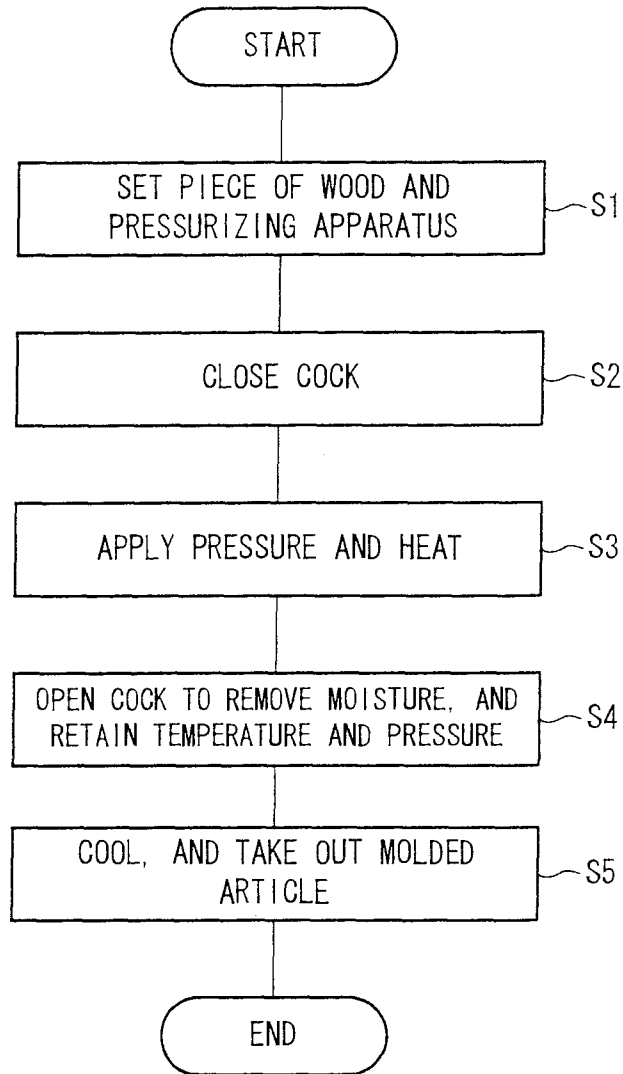 START
SET PIECE OF WOOD AND
PRESSURIZING APPARATUS
S1
CLOSE COCK
S2
APPLY PRESSURE AND HEAT
S3
OPEN COCK TO REMOVE MOISTURE, AND
RETAIN TEMPERATURE AND PRESSURE
S4
COOL, AND TAKE OUT MOLDED
ARTICLE
S5
END